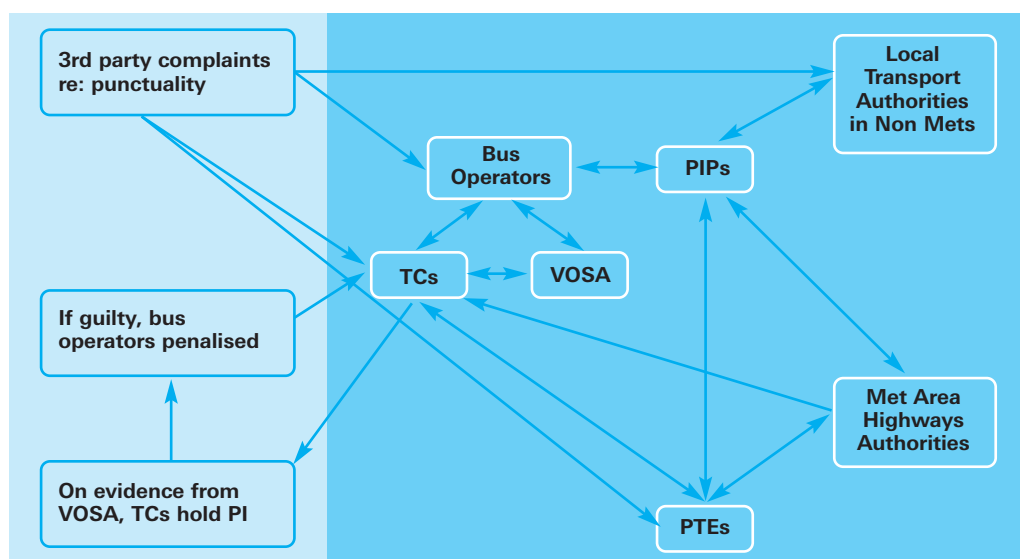 3rd party complaints
re: punctuality
Local
Transport
Authorities
in Non Mets
Bus
Operators
PIPs
TCs
VOSA
If guilty, bus
operators penalised
Met Area
Highways
Authorities
On evidence from
VOSA, TCs hold PI
PTEs